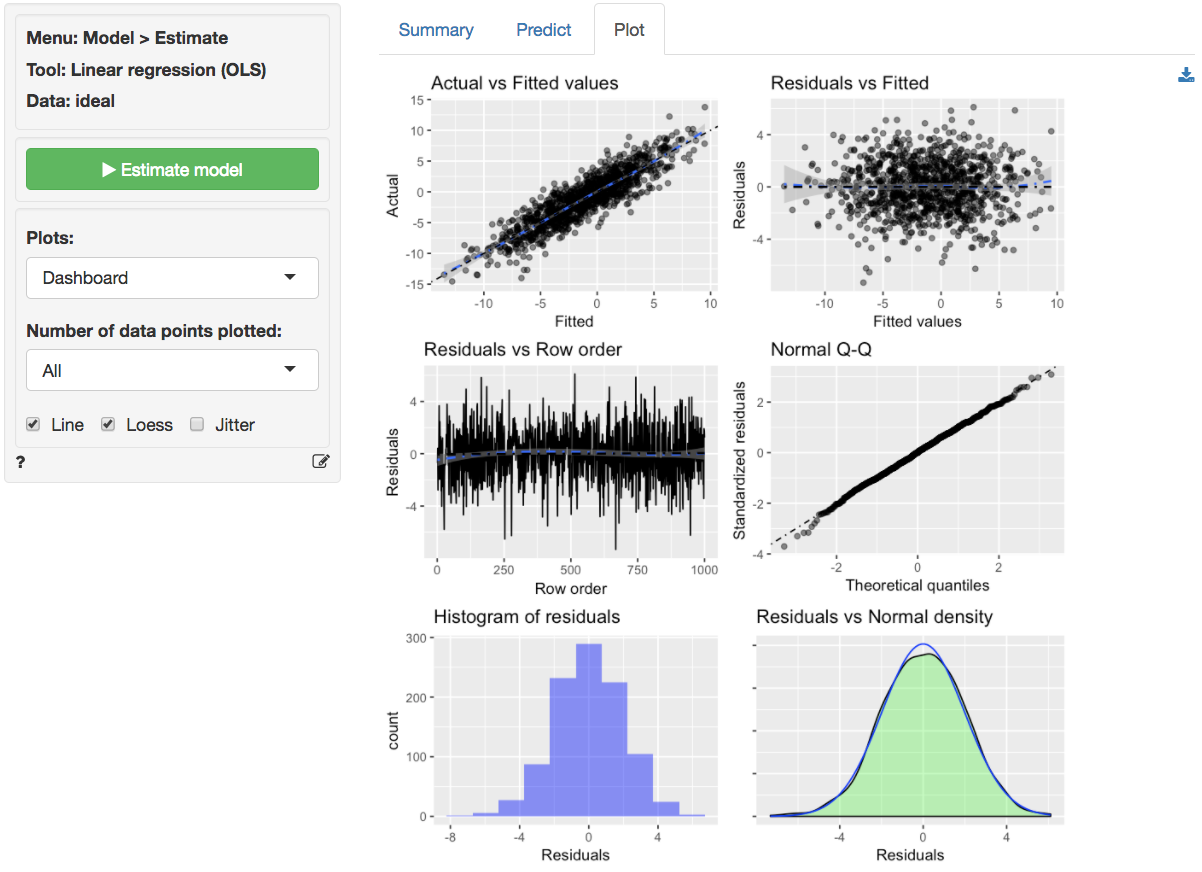 Menu: Model > Estimate
Tool: Linear regression (OLS)
Data: ideal
Estimate model
Plots:
Dashboard
Number of data points plotted:
All
Line Loess Jitter
?
Summary Predict Plot
Actual vs Fitted values
15
10
5
0
-5
-10
-15
Actual
-10 -5 0 5 10
Fitted
Residuals vs Fitted
4
0
-4
Residuals
-10 -5 0 5 10
Fitted values
Residuals vs Row order
4
0
-4
Residuals
0 250 500 750 1000
Row order
Normal Q-Q
2
0
-2
-4
Standardized residuals
-2 0 2
Theoretical quantiles
Histogram of residuals
300
200
100
0
count
-8 -4 0 4
Residuals
Residuals vs Normal density
-4 0 4
Residuals